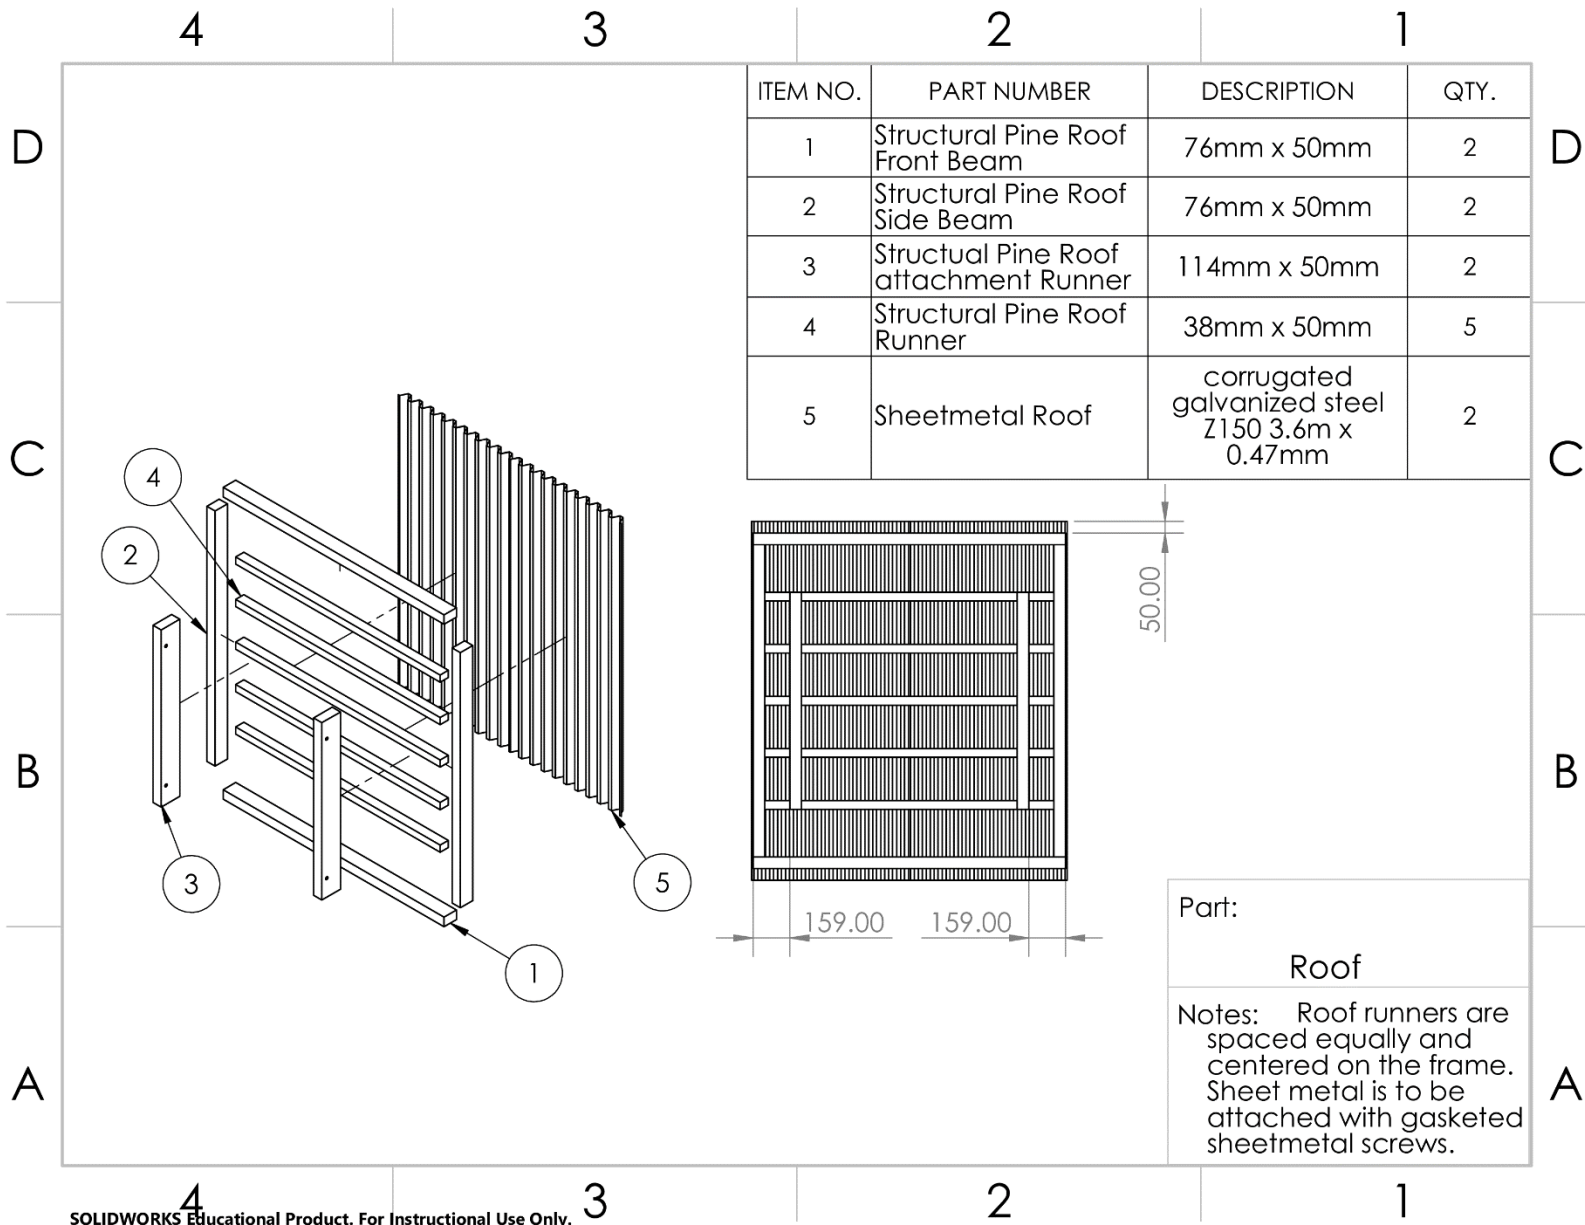 4 3 2 1
ITEM NO. PART NUMBER DESCRIPTION QTY.
D D
1 Structural Pine Roof Front Beam 76mm x 50mm 2
2 Structural Pine Roof Side Beam 76mm x 50mm 2
3 Structual Pine Roof attachment Runner 114mm x 50mm 2
4 Structural Pine Roof Runner 38mm x 50mm 5
5 Sheetmetal Roof corrugated galvanized steel Z150 3.6m x 0.47mm 2
C C
4
2
3
5
1
50.00
159.00 159.00
B B
Part:
Roof
Notes: Roof runners are
spaced equally and
centered on the frame.
Sheet metal is to be
attached with gasketed
sheetmetal screws.
A A
4 3 2 1
SOLIDWORKS Educational Product. For Instructional Use Only.